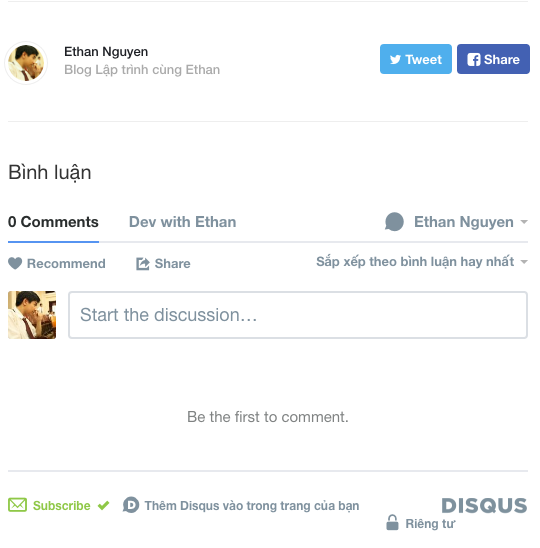 Ethan Nguyen
Blog Lập trình cùng Ethan
Tweet
Share
Bình luận
0 Comments
Dev with Ethan
Ethan Nguyen
Recommend
Share
Sắp xếp theo bình luận hay nhất
Start the discussion…
Be the first to comment.
Subscribe
Thêm Disqus vào trong trang của bạn
DISQUS
Riêng tư